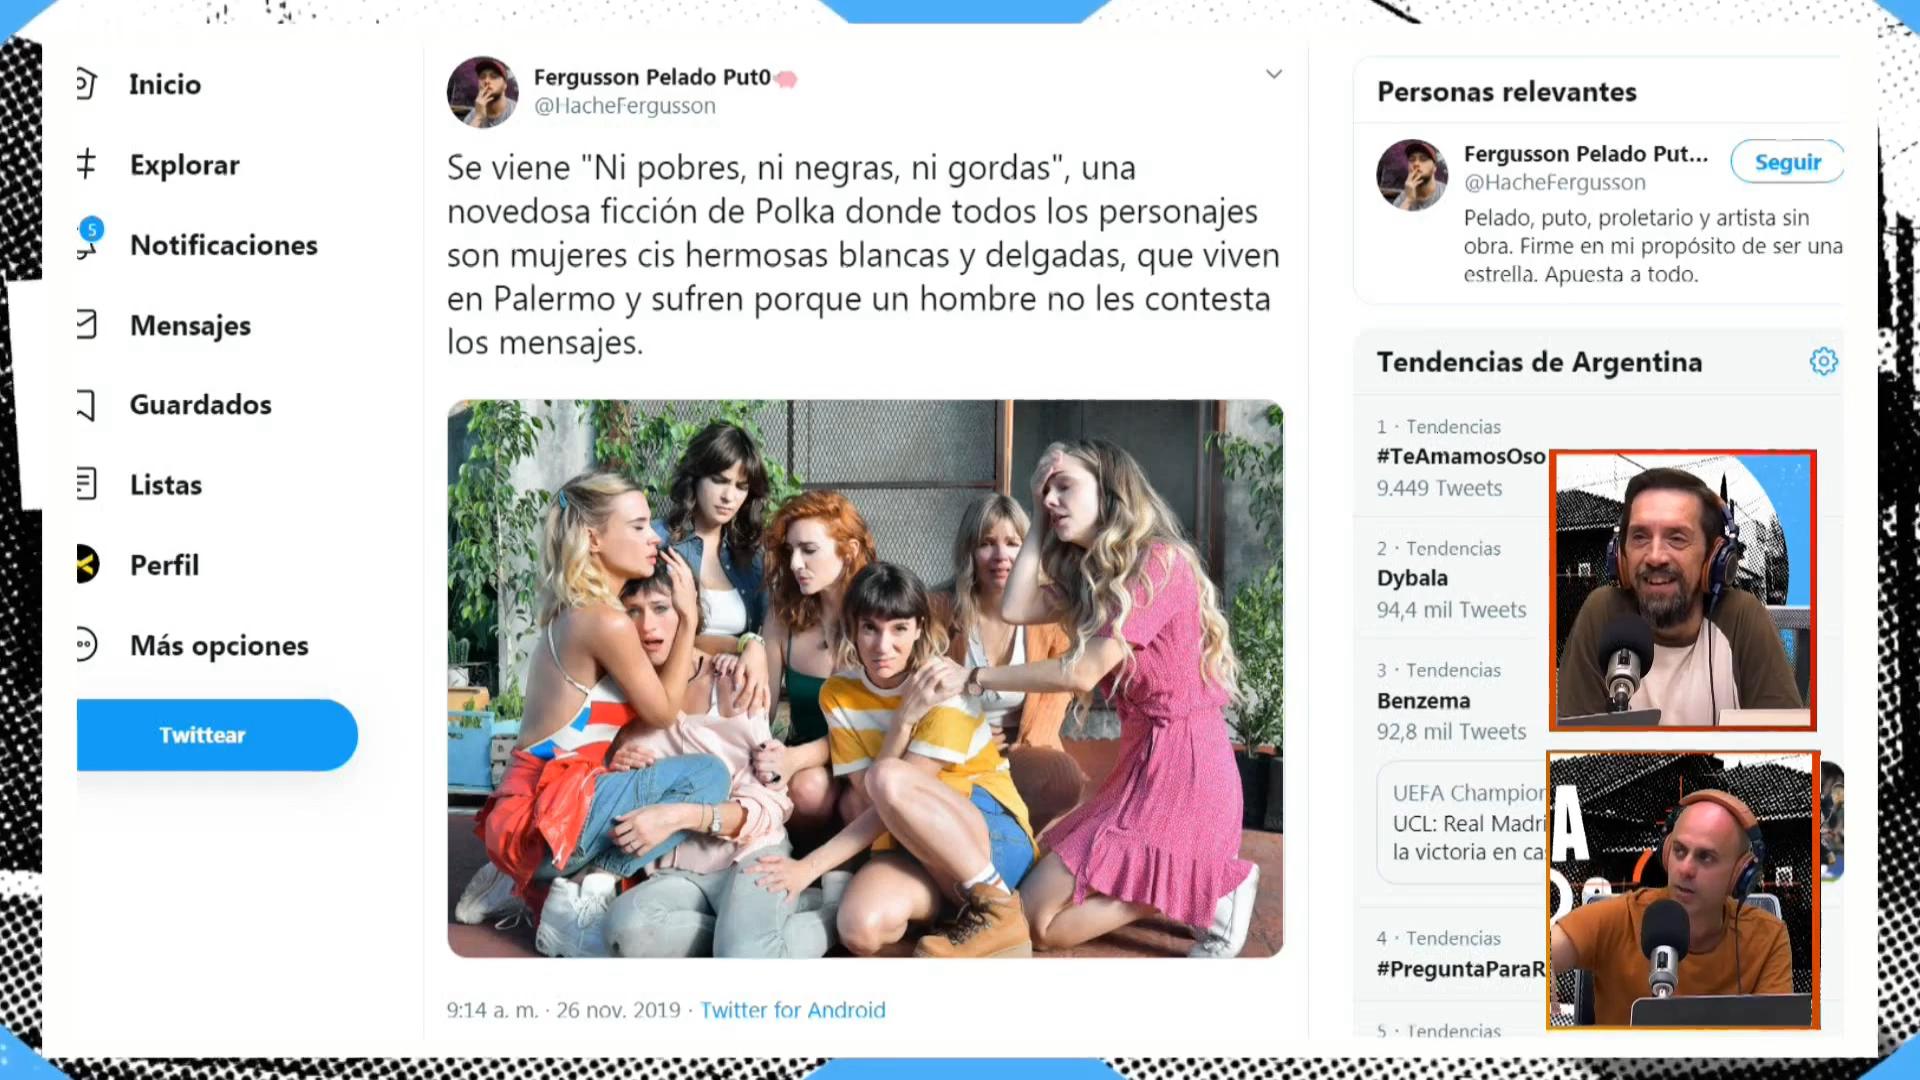 Inicio
Explorar
5
Notificaciones
Mensajes
Guardados
Listas
Perfil
Más opciones
Twittear
Fergusson Pelado Put0
@HacheFergusson
Se viene "Ni pobres, ni negras, ni gordas", una
novedosa ficción de Polka donde todos los personajes
son mujeres cis hermosas blancas y delgadas, que viven
en Palermo y sufren porque un hombre no les contesta
los mensajes.
9:14 a. m. · 26 nov. 2019 · Twitter for Android
Personas relevantes
Fergusson Pelado Put...
Seguir
@HacheFergusson
Pelado, puto, proletario y artista sin
obra. Firme en mi propósito de ser una
estrella. Apuesta a todo.
Tendencias de Argentina
1 · Tendencias
#TeAmamosOso
9.449 Tweets
2 · Tendencias
Dybala
94,4 mil Tweets
3 · Tendencias
Benzema
92,8 mil Tweets
UEFA Champion
UCL: Real Madri
la victoria en ca
4 · Tendencias
#PreguntaParaR
5 · Tendencias